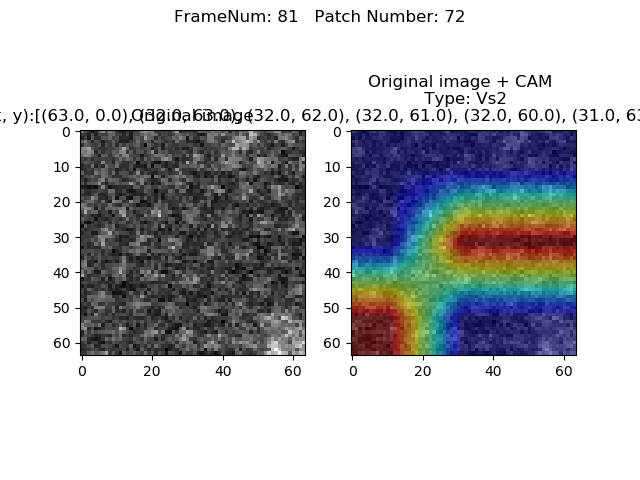 FrameNum: 81   Patch Number: 72
Original image + CAM
Type: Vs2
, y):[(63.0, 0.0), (32.0, 63.0), (32.0, 62.0), (32.0, 61.0), (32.0, 60.0), (31.0, 63
Original image
0
10
20
30
40
50
60
0 20 40 60
0
10
20
30
40
50
60
0 20 40 60